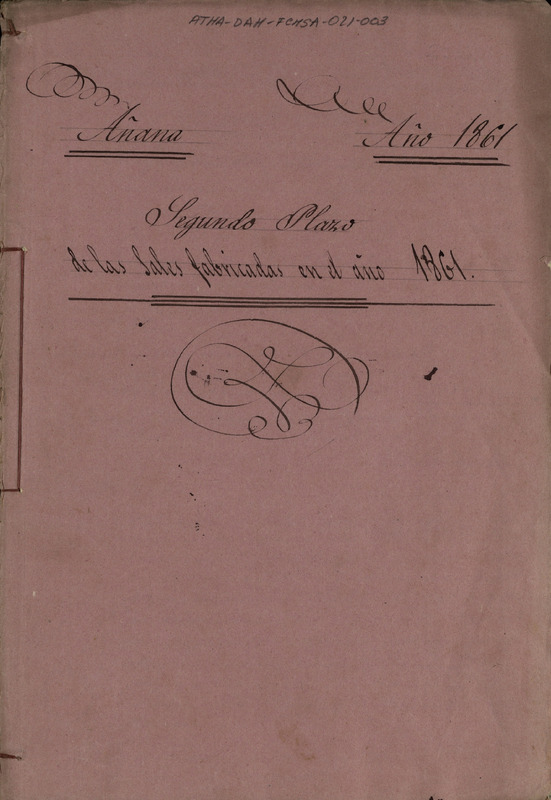 ATHA-DAH-FCMSA-021-003
Añana
Año 1861
Segundo Plazo
de las Sales fabricadas en el año 1861.